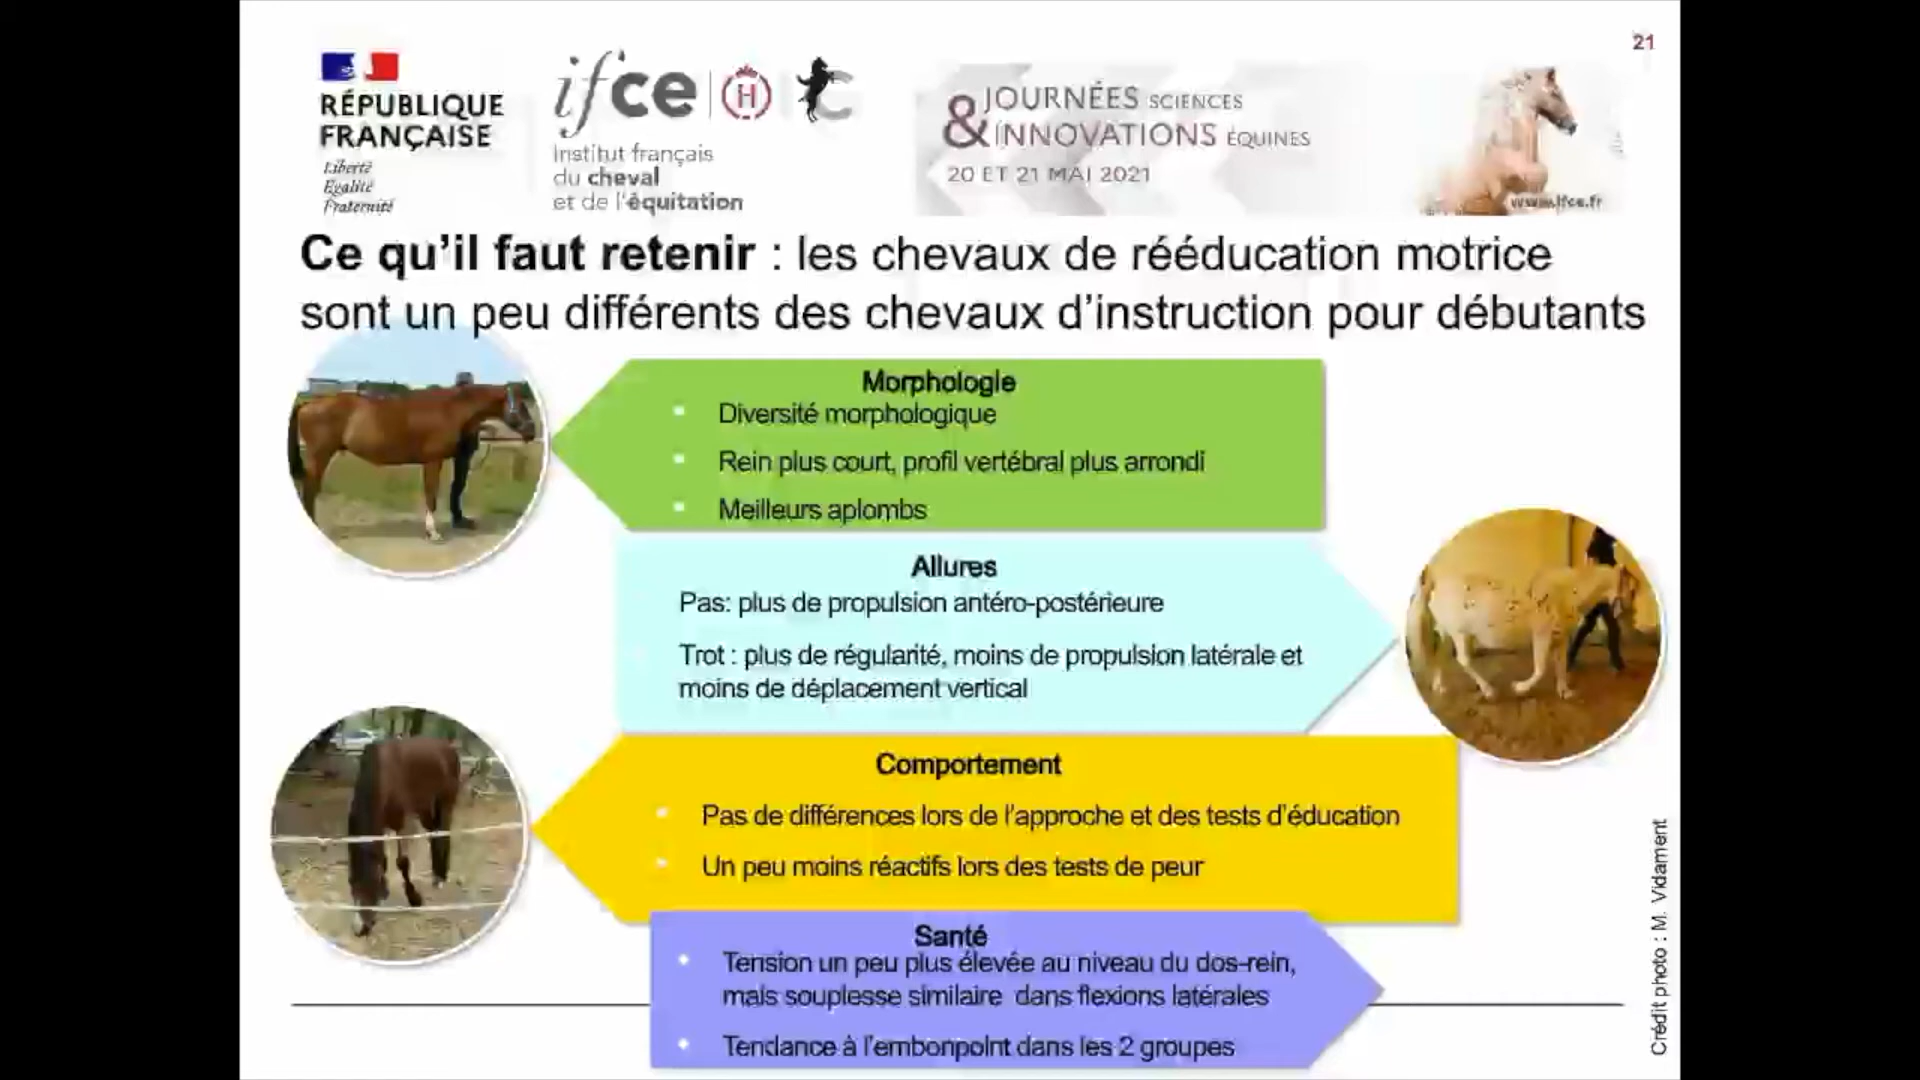 21
RÉPUBLIQUE
FRANÇAISE
Liberté
Égalité
Fraternité
ifce
H
Institut français
du cheval
et de l'équitation
JOURNÉES SCIENCES
& INNOVATIONS ÉQUINES
20 ET 21 MAI 2021
www.ifce.fr
Ce qu'il faut retenir : les chevaux de rééducation motrice
sont un peu différents des chevaux d'instruction pour débutants
Morphologie
Diversité morphologique
Rein plus court, profil vertébral plus arrondi
Meilleurs aplombs
Allures
Pas: plus de propulsion antéro-postérieure
Trot : plus de régularité, moins de propulsion latérale et
moins de déplacement vertical
Comportement
Pas de différences lors de l'approche et des tests d'éducation
Un peu moins réactifs lors des tests de peur
Santé
Tension un peu plus élevée au niveau du dos-rein,
mais souplesse similaire dans flexions latérales
Tendance à l'embonpoint dans les 2 groupes
Crédit photo : M. Vidament